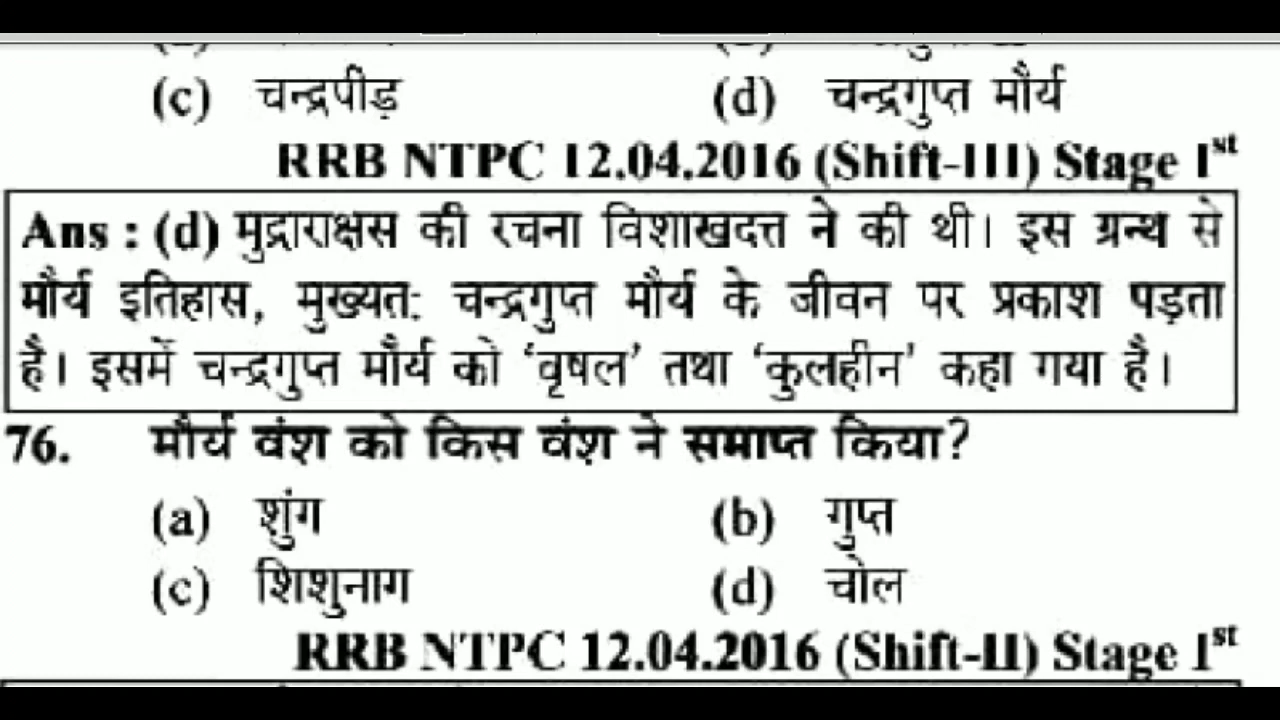 (c) चन्द्रपीड़ (d) चन्द्रगुप्त मौर्य
RRB NTPC 12.04.2016 (Shift-III) Stage Ist
Ans : (d) मुद्राराक्षस की रचना विशाखदत्त ने की थी। इस ग्रन्थ से
मौर्य इतिहास, मुख्यत: चन्द्रगुप्त मौर्य के जीवन पर प्रकाश पड़ता
है। इसमें चन्द्रगुप्त मौर्य को ‘वृषल’ तथा ‘कुलहीन’ कहा गया है।
76. मौर्य वंश को किस वंश ने समाप्त किया?
(a) शुंग (b) गुप्त
(c) शिशुनाग (d) चोल
RRB NTPC 12.04.2016 (Shift-II) Stage Ist